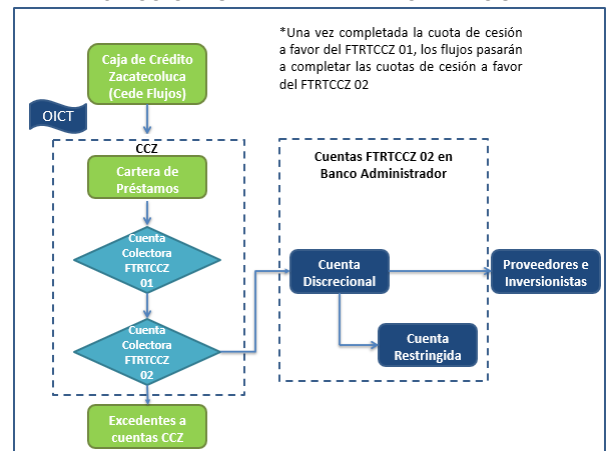 *Una vez completada la cuota de cesión
a favor del FTRTCCZ 01, los flujos pasarán
a completar las cuotas de cesión a favor
del FTRTCCZ 02
Caja de Crédito
Zacatecoluca
(Cede Flujos)
OICT
CCZ
Cartera de
Préstamos
Cuenta
Colectora
FTRTCCZ
01
Cuenta
Colectora
FTRTCCZ
02
Excedentes a
cuentas CCZ
Cuentas FTRTCCZ 02 en
Banco Administrador
Cuenta
Discrecional
Cuenta
Restringida
Proveedores e
Inversionistas